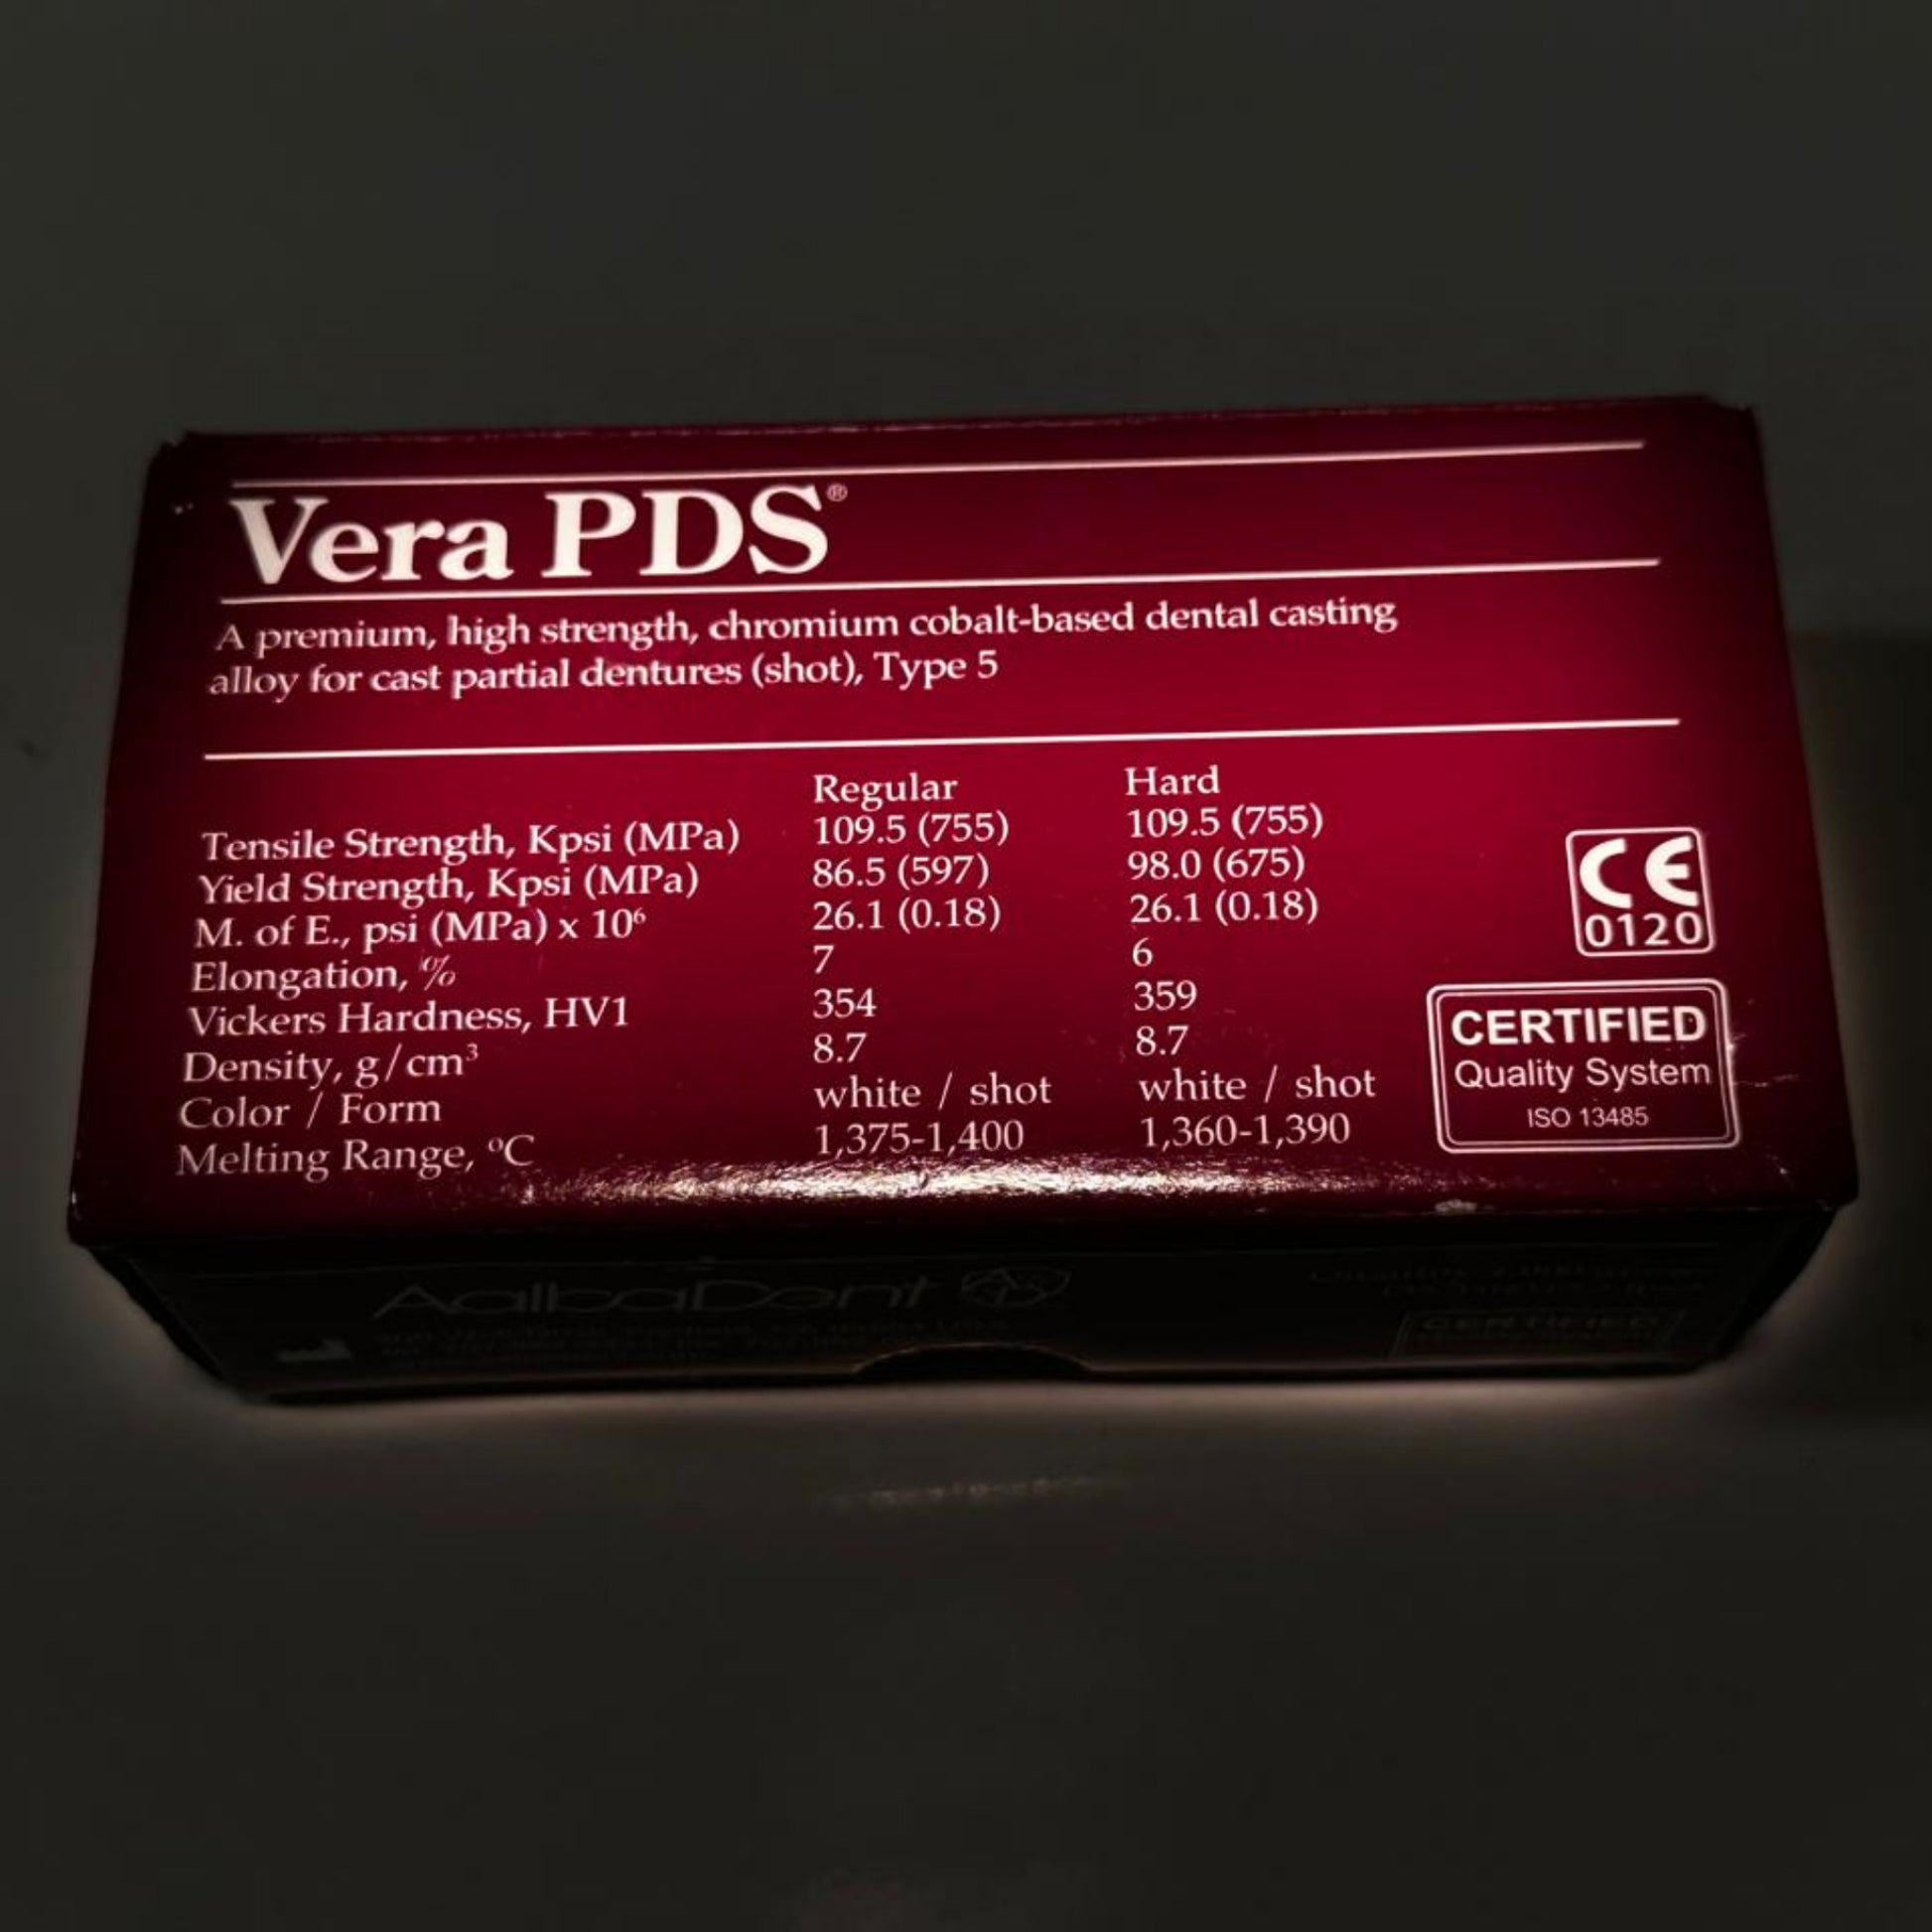 Vera PDS®
A premium, high strength, chromium cobalt-based dental casting
alloy for cast partial dentures (shot), Type 5
Regular Hard
Tensile Strength, Kpsi (MPa) 109.5 (755) 109.5 (755)
Yield Strength, Kpsi (MPa) 86.5 (597) 98.0 (675)
M. of E., psi (MPa) x 10⁶ 26.1 (0.18) 26.1 (0.18)
Elongation, % 7 6
Vickers Hardness, HV1 354 359
Density, g/cm³ 8.7 8.7
Color / Form white / shot white / shot
Melting Range, °C 1,375-1,400 1,360-1,390
CE
0120
CERTIFIED
Quality System
ISO 13485
AalbaDent
CERTIFIED